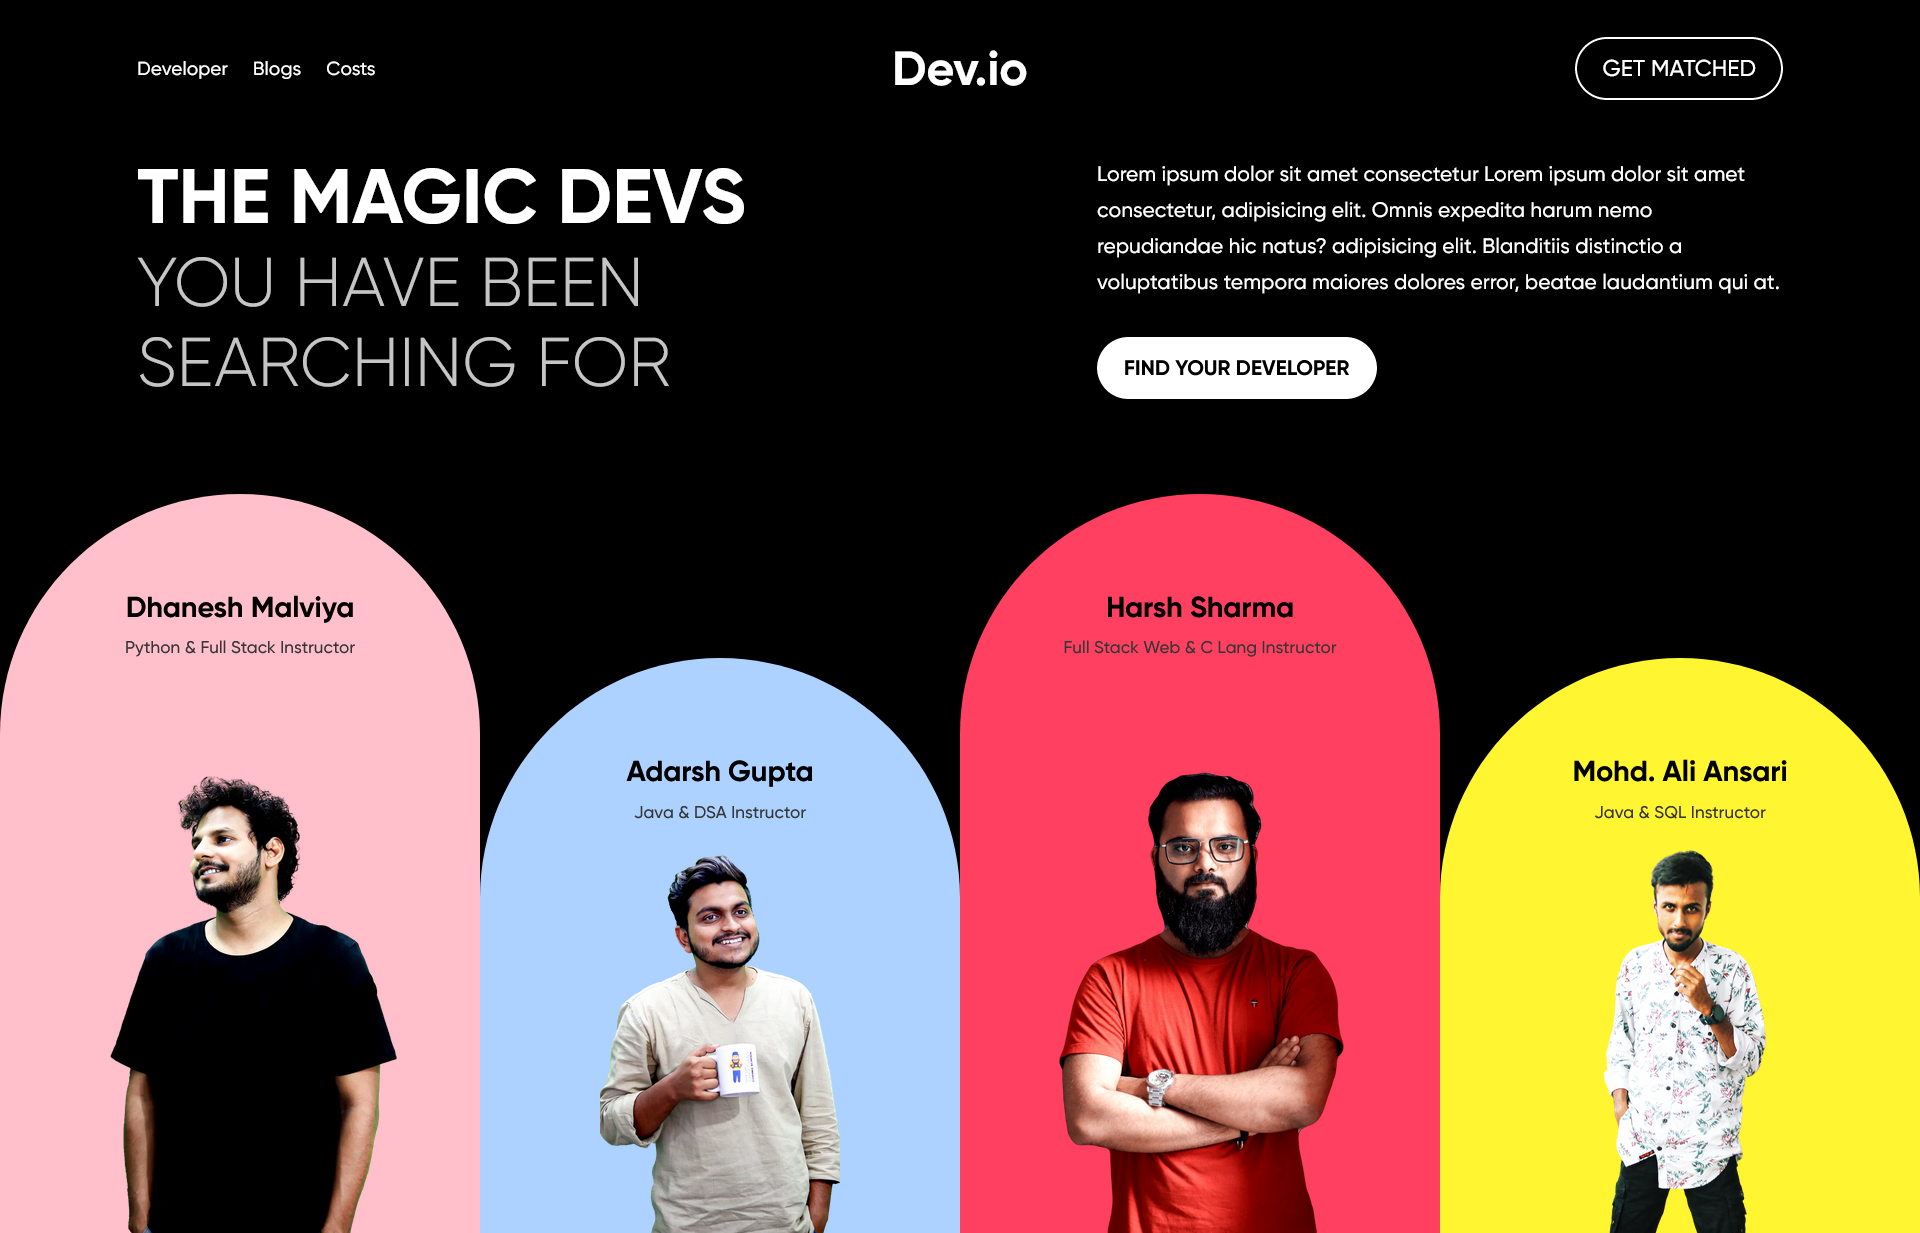 Developer Blogs Costs
Dev.io
GET MATCHED
THE MAGIC DEVS
YOU HAVE BEEN
SEARCHING FOR
Lorem ipsum dolor sit amet consectetur Lorem ipsum dolor sit amet
consectetur, adipisicing elit. Omnis expedita harum nemo
repudiandae hic natus? adipisicing elit. Blanditiis distinctio a
voluptatibus tempora maiores dolores error, beatae laudantium qui at.
FIND YOUR DEVELOPER
Dhanesh Malviya
Python & Full Stack Instructor
Adarsh Gupta
Java & DSA Instructor
Harsh Sharma
Full Stack Web & C Lang Instructor
Mohd. Ali Ansari
Java & SQL Instructor